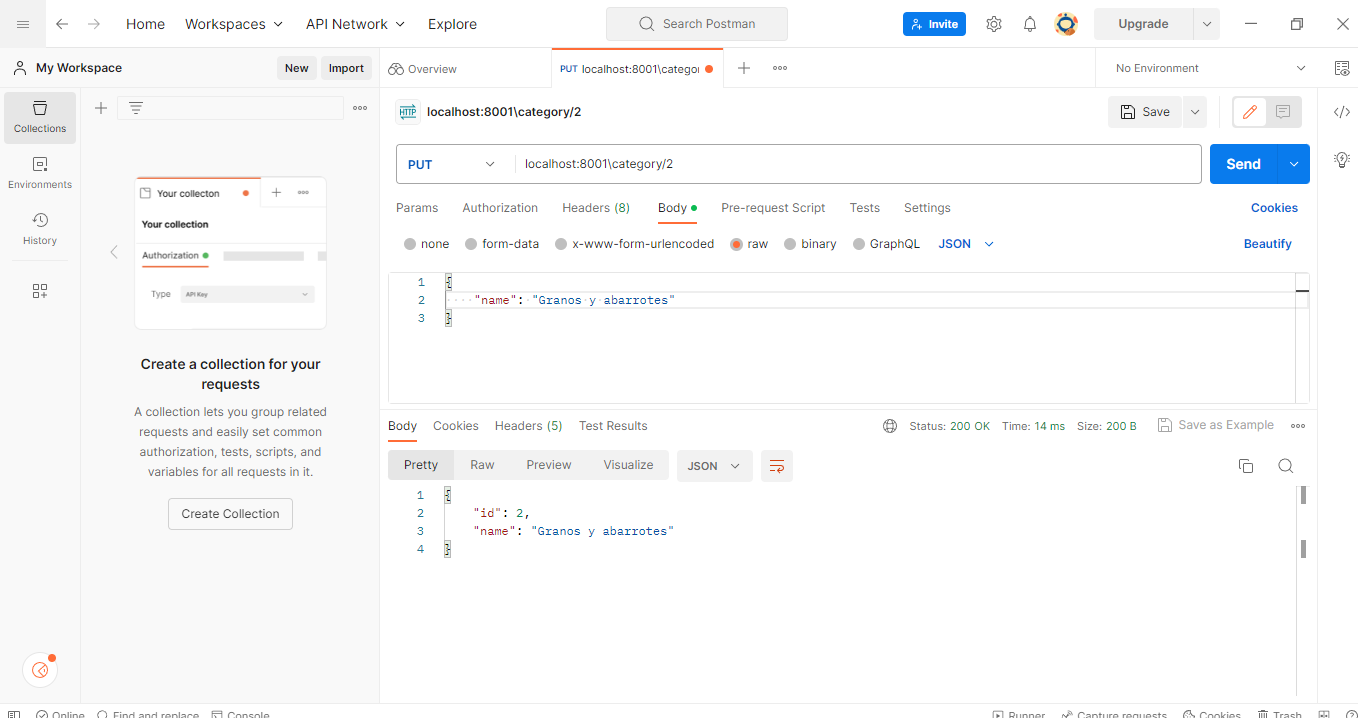 Home Workspaces API Network Explore Search Postman Invite Upgrade
My Workspace New Import Overview PUT localhost:8001\categor No Environment
Collections
Environments
History
Your collecton
Your collection
Authorization
Type API Key
Create a collection for your
requests
A collection lets you group related
requests and easily set common
authorization, tests, scripts, and
variables for all requests in it.
Create Collection
HTTP localhost:8001\category/2 Save
PUT localhost:8001\category/2 Send
Params Authorization Headers (8) Body Pre-request Script Tests Settings Cookies
none form-data x-www-form-urlencoded raw binary GraphQL JSON Beautify
1 {
2 "name": "Granos y abarrotes"
3 }
Body Cookies Headers (5) Test Results Status: 200 OK Time: 14 ms Size: 200 B Save as Example
Pretty Raw Preview Visualize JSON
1 {
2 "id": 2,
3 "name": "Granos y abarrotes"
4 }
Online Find and replace Console Runner Capture requests Cookies Trash